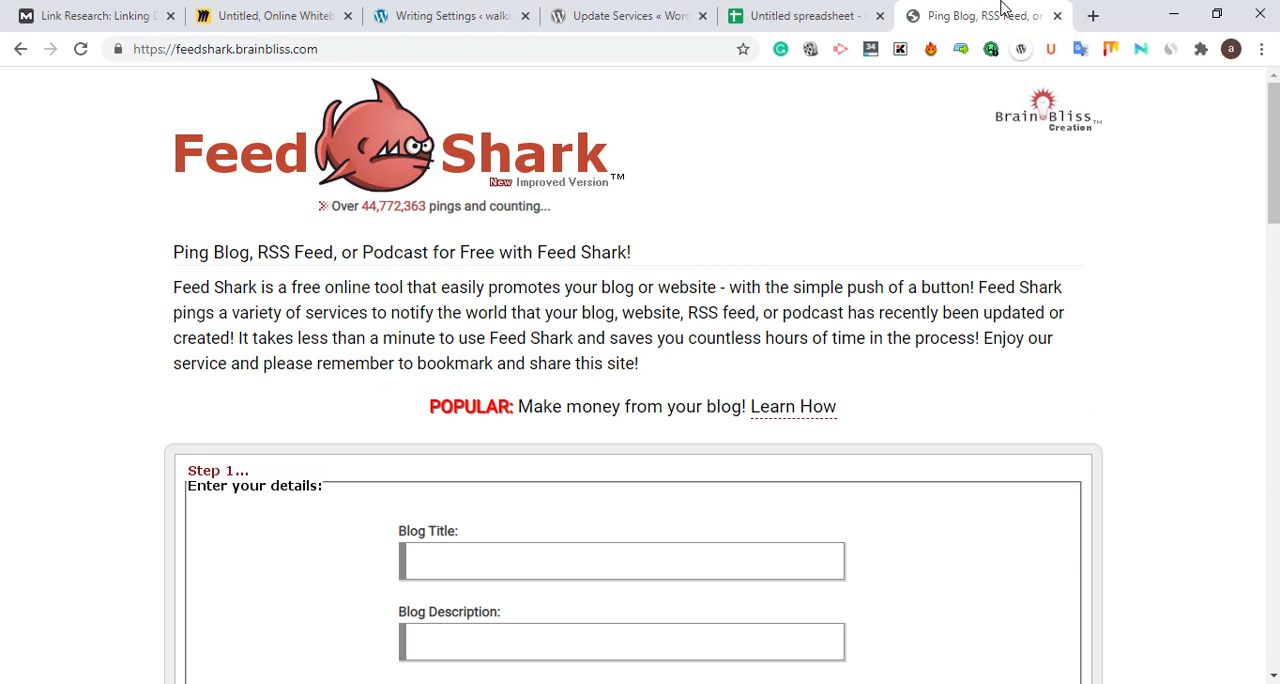 Link Research: Linking D
Untitled, Online Whiteb
Writing Settings ‹ walki
Update Services « Wor
Untitled spreadsheet -
Ping Blog, RSS Feed, or
https://feedshark.brainbliss.com
34
K
U
N
a
Feed Shark
New Improved Version™
Over 44,772,363 pings and counting...
Brain Bliss™
Creation
Ping Blog, RSS Feed, or Podcast for Free with Feed Shark!
Feed Shark is a free online tool that easily promotes your blog or website - with the simple push of a button! Feed Shark
pings a variety of services to notify the world that your blog, website, RSS feed, or podcast has recently been updated or
created! It takes less than a minute to use Feed Shark and saves you countless hours of time in the process! Enjoy our
service and please remember to bookmark and share this site!
POPULAR: Make money from your blog! Learn How
Step 1...
Enter your details:
Blog Title:
Blog Description: